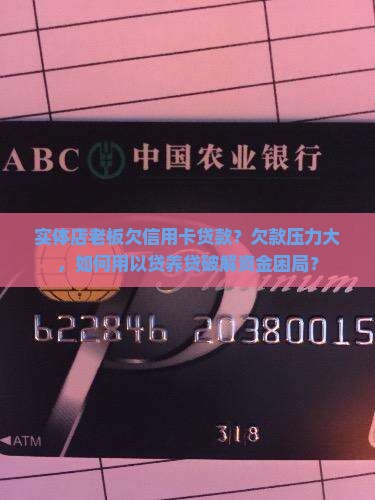 ABC 中国农业银行
实体店老板欠信用卡贷款？欠款压力大
，如何用以贷养贷破解资金困局？
Platinum
622846 20380015
ATM 3|8